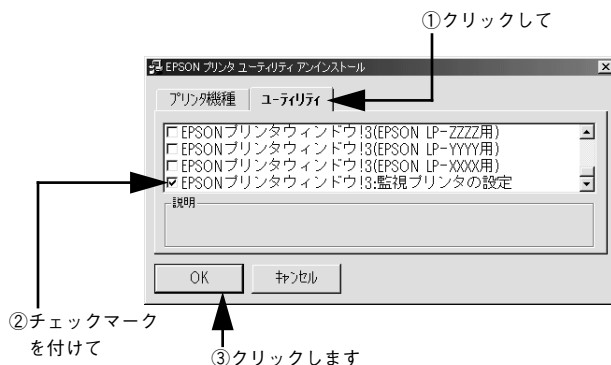 ①クリックして
EPSON プリンタ ユーティリティ アンインストール
プリンタ機種 ユーティリティ
EPSONプリンタウィンドウ!3(EPSON LP-ZZZZ用)
EPSONプリンタウィンドウ!3(EPSON LP-YYYY用)
EPSONプリンタウィンドウ!3(EPSON LP-XXXX用)
EPSONプリンタウィンドウ!3:監視プリンタの設定
説明
OK キャンセル
②チェックマーク
を付けて
③クリックします